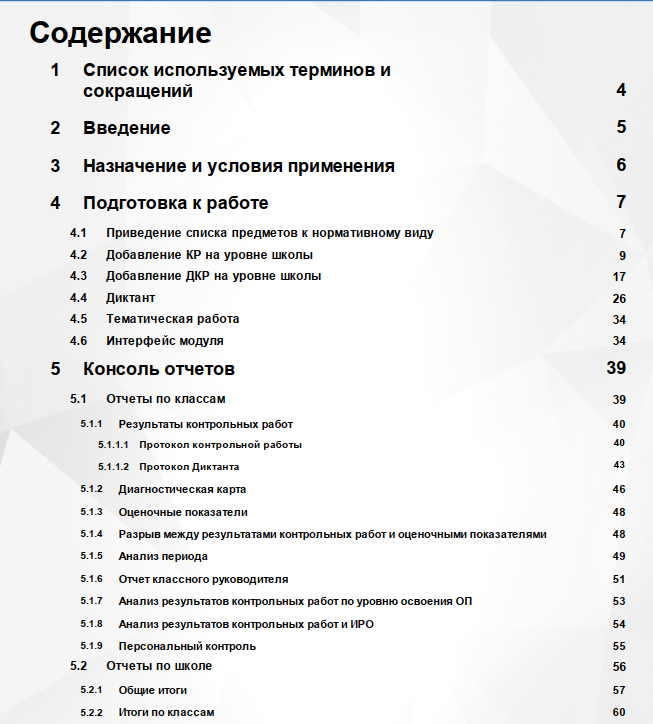 Содержание
1 Список используемых терминов и
сокращений 4
2 Введение 5
3 Назначение и условия применения 6
4 Подготовка к работе 7
4.1 Приведение списка предметов к нормативному виду 7
4.2 Добавление КР на уровне школы 9
4.3 Добавление ДКР на уровне школы 17
4.4 Диктант 26
4.5 Тематическая работа 34
4.6 Интерфейс модуля 34
5 Консоль отчетов 39
5.1 Отчеты по классам 39
5.1.1 Результаты контрольных работ 40
5.1.1.1 Протокол контрольной работы 40
5.1.1.2 Протокол Диктанта 43
5.1.2 Диагностическая карта 46
5.1.3 Оценочные показатели 48
5.1.4 Разрыв между результатами контрольных работ и оценочными показателями 48
5.1.5 Анализ периода 49
5.1.6 Отчет классного руководителя 51
5.1.7 Анализ результатов контрольных работ по уровню освоения ОП 53
5.1.8 Анализ результатов контрольных работ и ИРО 54
5.1.9 Персональный контроль 55
5.2 Отчеты по школе 56
5.2.1 Общие итоги 57
5.2.2 Итоги по классам 60